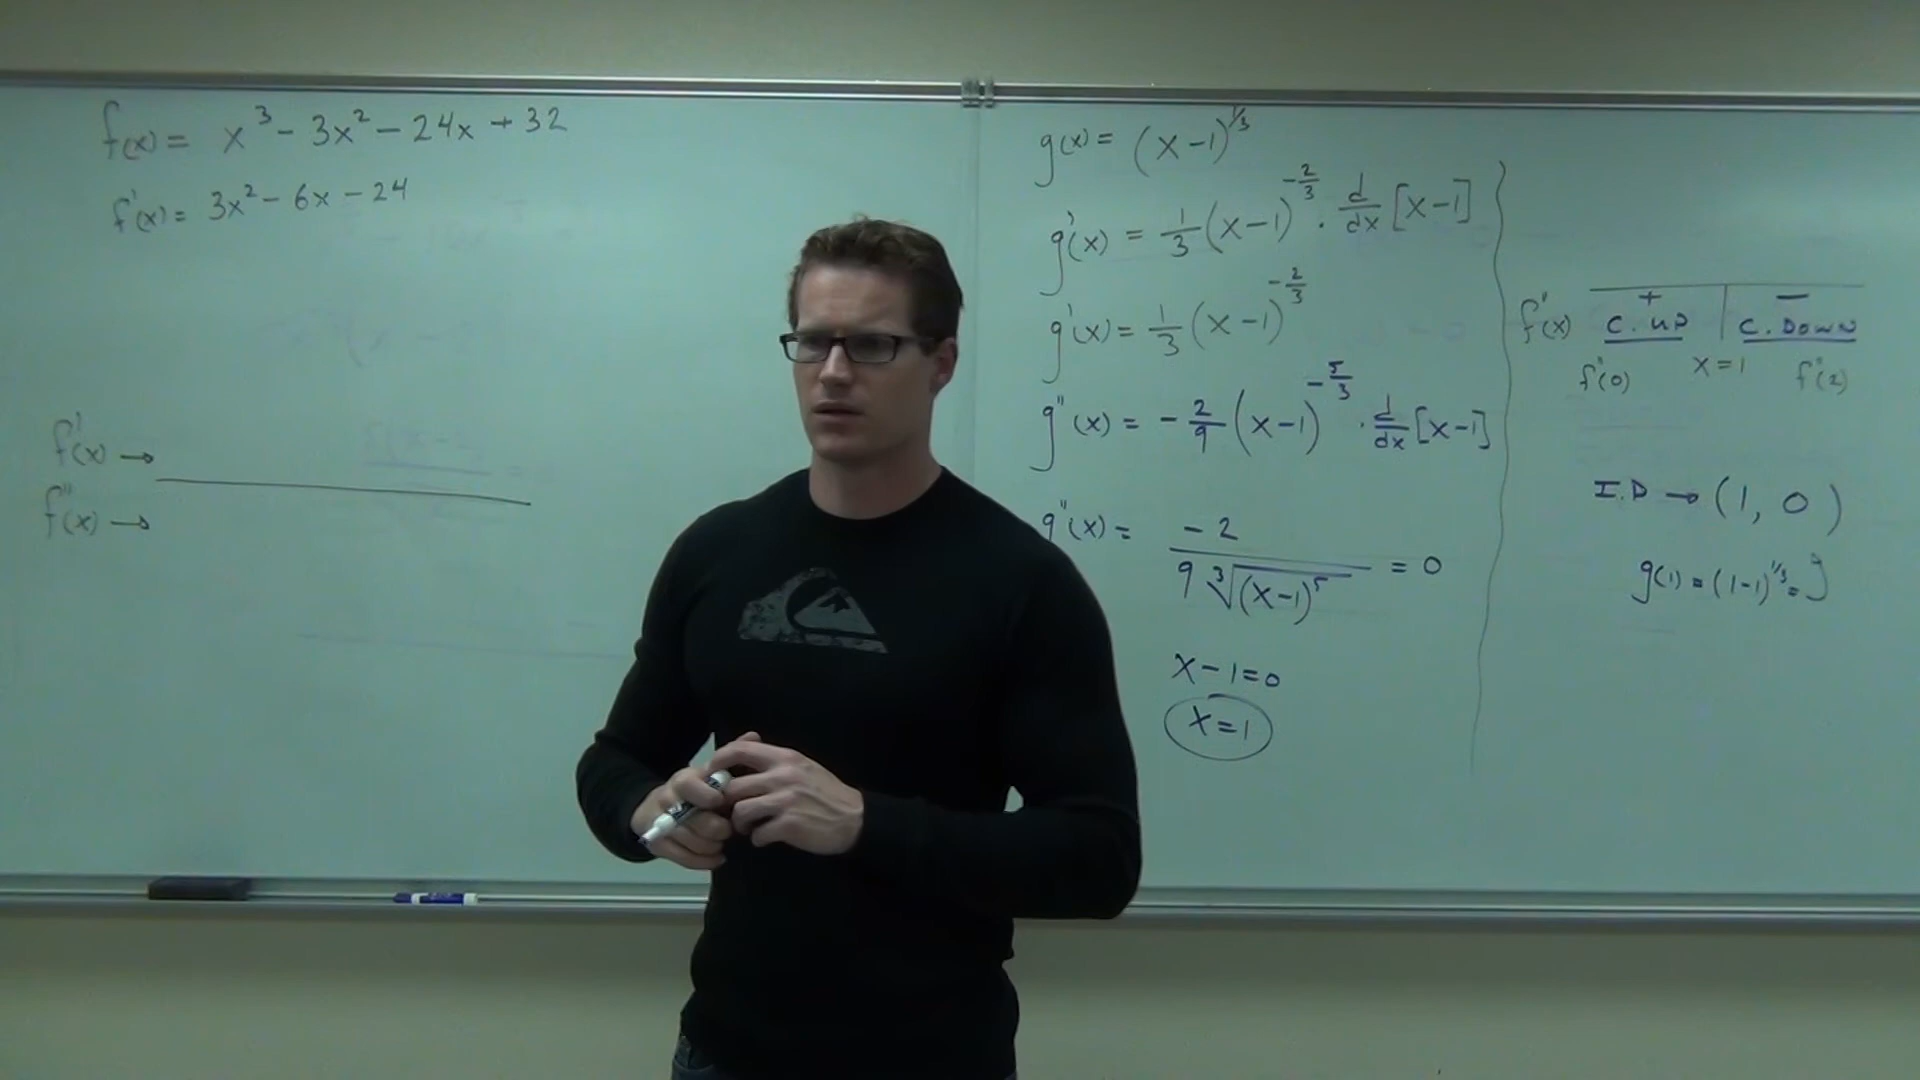 f(x) = x³ - 3x² - 24x + 32
f'(x) = 3x² - 6x - 24
f'(x) →
f''(x) →
g(x) = (x-1)^{1/3}
g'(x) = 1/3 (x-1)^{-2/3} · d/dx [x-1]
g'(x) = 1/3 (x-1)^{-2/3}
g''(x) = -2/9 (x-1)^{-5/3} · d/dx [x-1]
g''(x) = -2 / 9 ∛(x-1)⁵ = 0
x-1=0
x=1
+ | −
f''(x) C. UP | C. DOWN
f''(0) x=1 f''(2)
I.P → (1, 0)
g(1) = (1-1)^{1/3} =